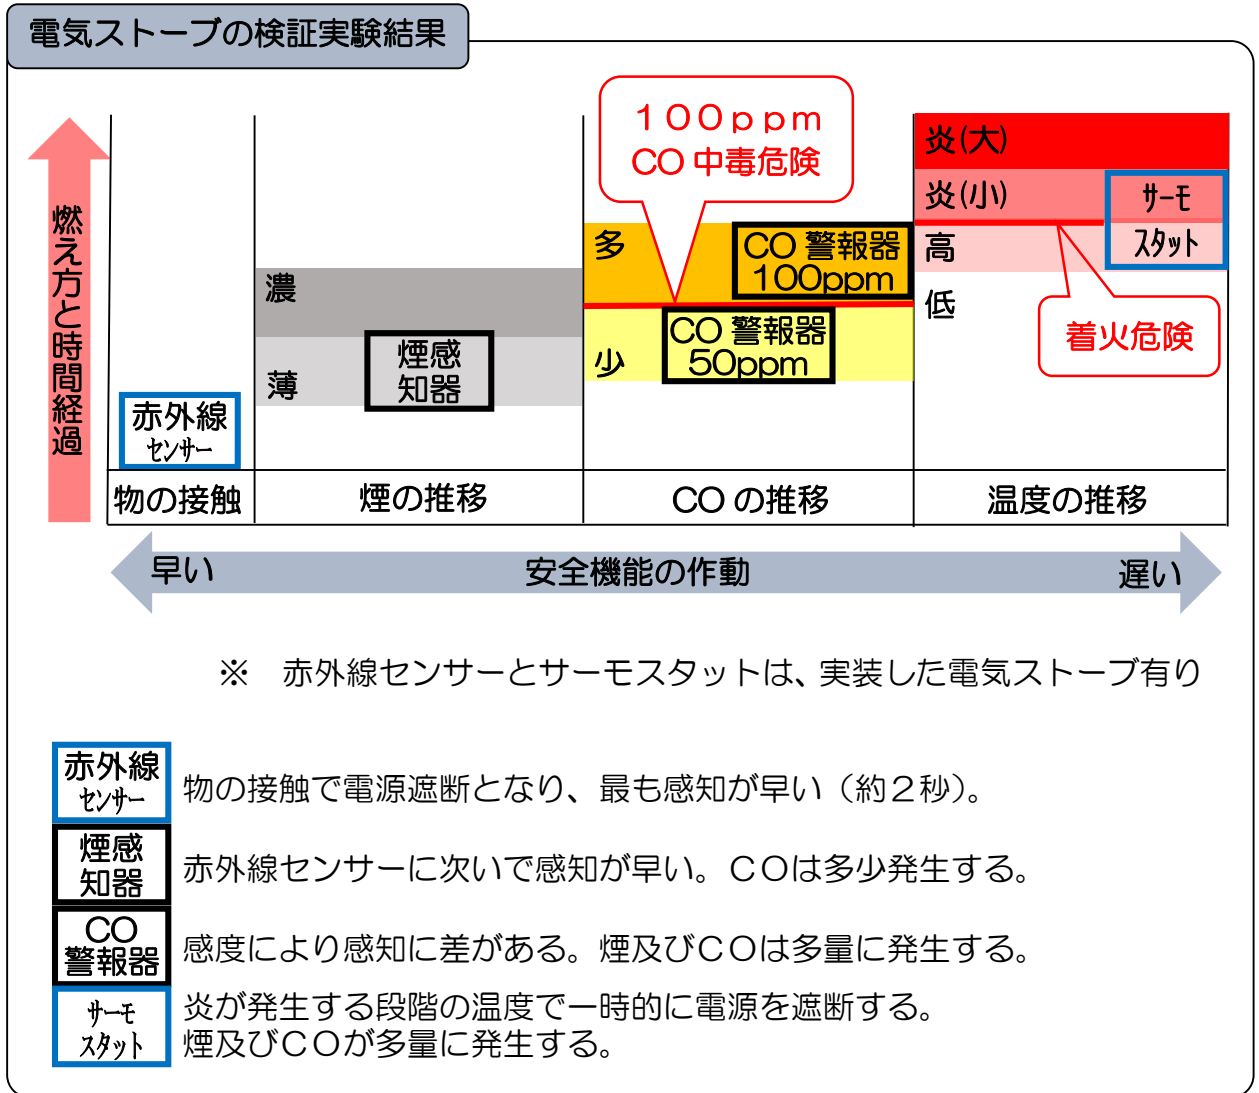 電気ストーブの検証実験結果
燃え方と時間経過
100ppm
CO中毒危険
炎(大)
炎(小)
サーモ
スタット
多
CO 警報器
100ppm
高
濃
低
着火危険
CO 警報器
50ppm
少
煙感
知器
薄
赤外線
センサー
物の接触
煙の推移
COの推移
温度の推移
早い
安全機能の作動
遅い
※　赤外線センサーとサーモスタットは、実装した電気ストーブ有り
赤外線
センサー
物の接触で電源遮断となり、最も感知が早い（約２秒）。
煙感
知器
赤外線センサーに次いで感知が早い。ＣＯは多少発生する。
CO
警報器
感度により感知に差がある。煙及びＣＯは多量に発生する。
サーモ
スタット
炎が発生する段階の温度で一時的に電源を遮断する。
煙及びＣＯが多量に発生する。